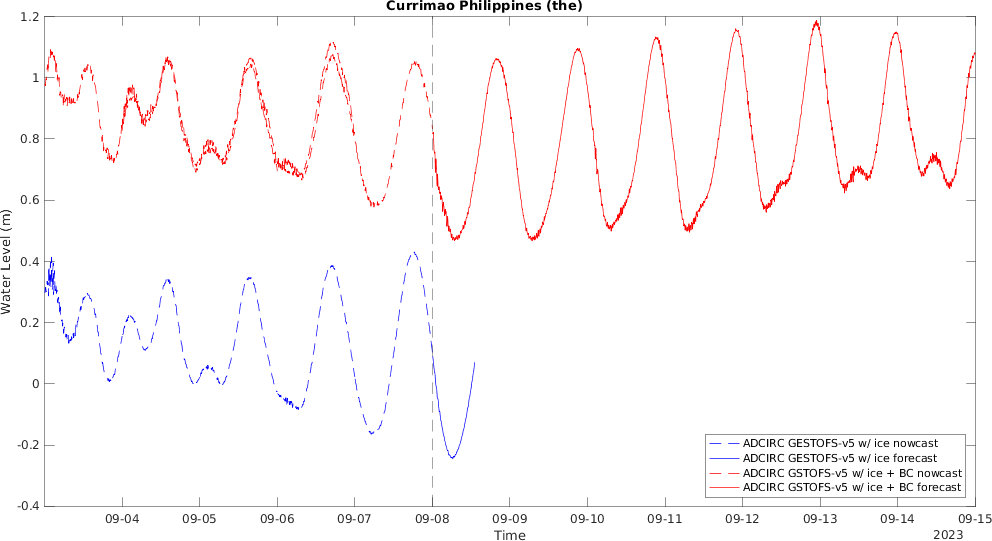 Currimao Philippines (the)
1.2
1
0.8
0.6
0.4
0.2
0
-0.2
-0.4
Water Level (m)
ADCIRC GESTOFS-v5 w/ ice nowcast
ADCIRC GESTOFS-v5 w/ ice forecast
ADCIRC GSTOFS-v5 w/ ice + BC nowcast
ADCIRC GSTOFS-v5 w/ ice + BC forecast
09-04 09-05 09-06 09-07 09-08 09-09 09-10 09-11 09-12 09-13 09-14 09-15
Time
2023